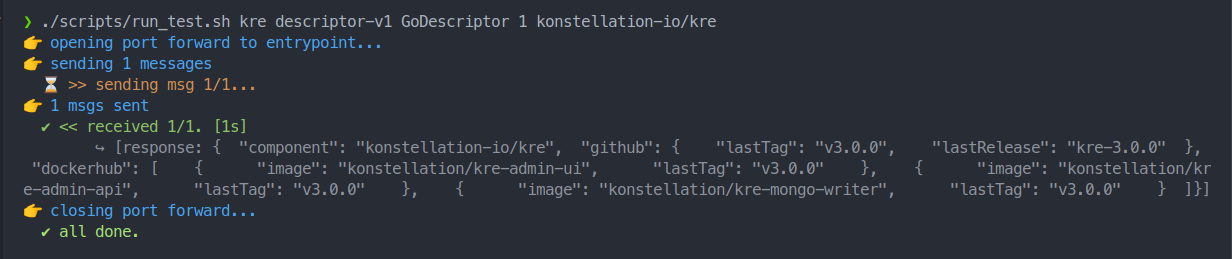 ❯ ./scripts/run_test.sh kre descriptor-v1 GoDescriptor 1 konstellation-io/kre
👉 opening port forward to entrypoint...
👉 sending 1 messages
⏳ >> sending msg 1/1...
👉 1 msgs sent
✔ << received 1/1. [1s]
↪ [response: {  "component": "konstellation-io/kre",  "github": {    "lastTag": "v3.0.0",    "lastRelease": "kre-3.0.0"  },
"dockerhub": [    {      "image": "konstellation/kre-admin-ui",      "lastTag": "v3.0.0"    },    {      "image": "konstellation/kr
e-admin-api",      "lastTag": "v3.0.0"    },    {      "image": "konstellation/kre-mongo-writer",      "lastTag": "v3.0.0"    }  ]}]
👉 closing port forward...
✔ all done.